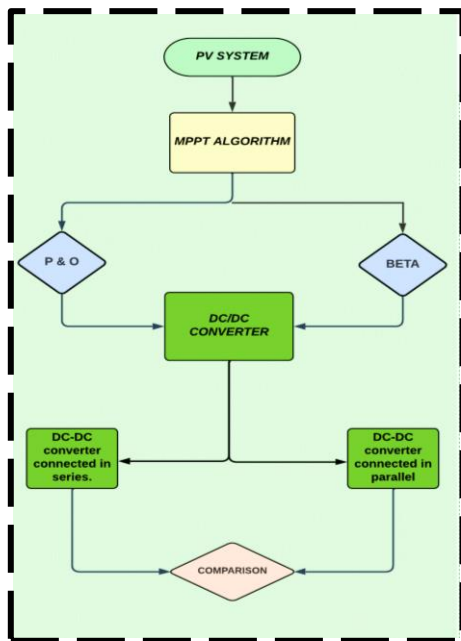 PV SYSTEM
MPPT ALGORITHM
P & O
BETA
DC/DC
CONVERTER
DC-DC
converter
connected in
series.
DC-DC
converter
connected in
parallel
COMPARISON